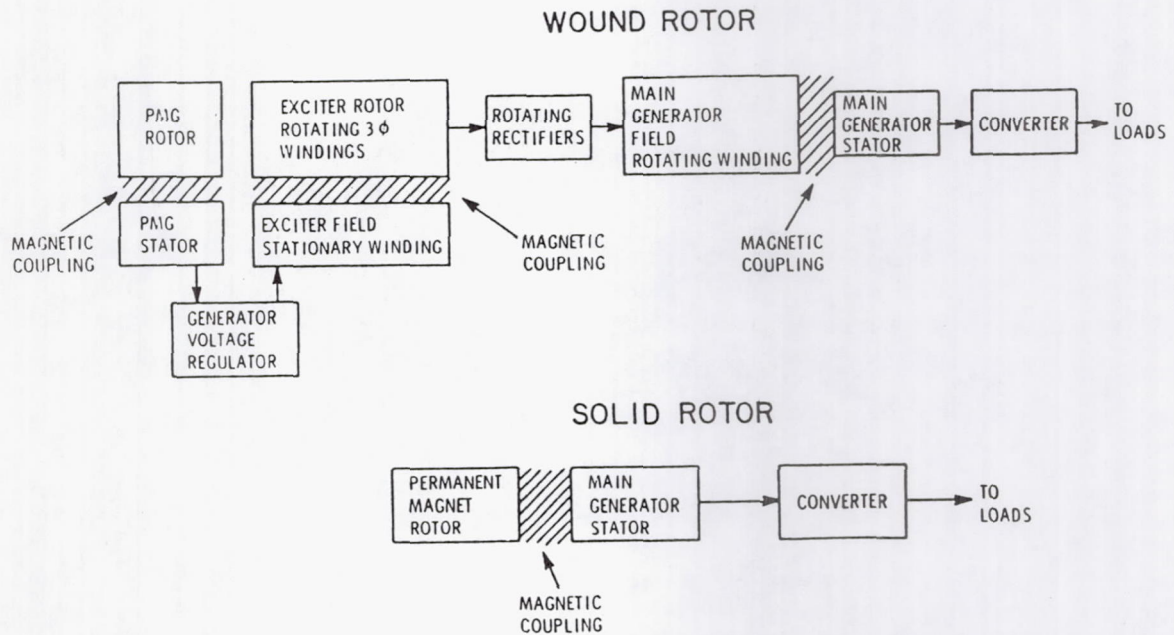 WOUND ROTOR
PMG
ROTOR
EXCITER ROTOR
ROTATING 3ϕ
WINDINGS
ROTATING
RECTIFIERS
MAIN
GENERATOR
FIELD
ROTATING WINDING
MAIN
GENERATOR
STATOR
CONVERTER
TO
LOADS
MAGNETIC
COUPLING
PMG
STATOR
EXCITER FIELD
STATIONARY WINDING
MAGNETIC
COUPLING
MAGNETIC
COUPLING
GENERATOR
VOLTAGE
REGULATOR
SOLID ROTOR
PERMANENT
MAGNET
ROTOR
MAIN
GENERATOR
STATOR
CONVERTER
TO
LOADS
MAGNETIC
COUPLING